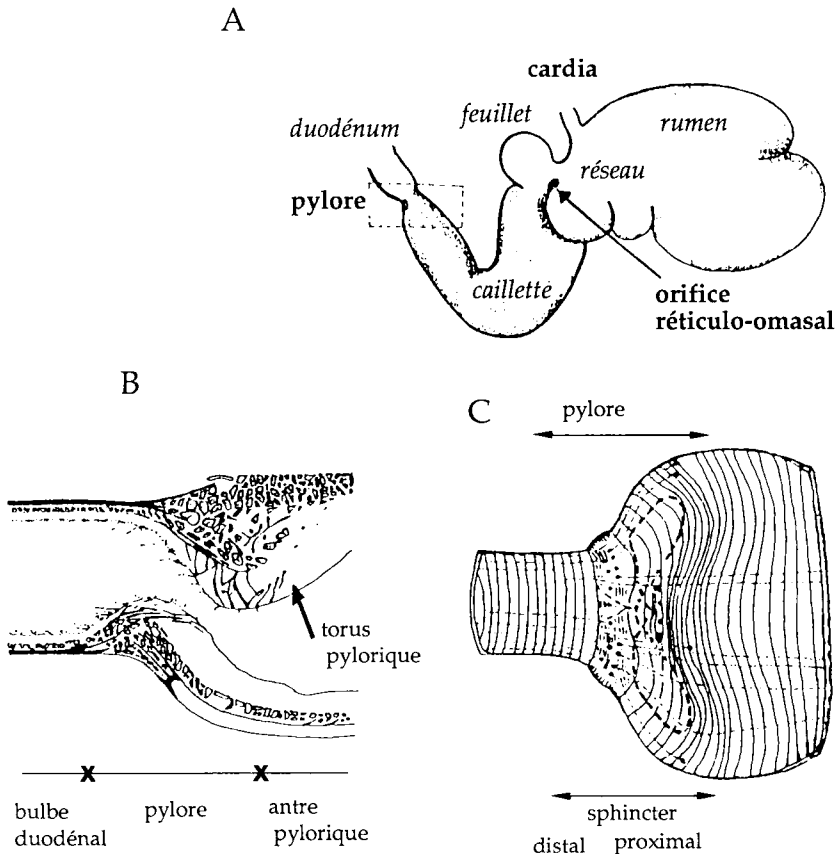 A
cardia
feuillet
duodénum
rumen
réseau
pylore
caillette
orifice
réticulo-omasal
B
torus
pylorique
bulbe
duodénal
pylore
antre
pylorique
C
pylore
sphincter
distal proximal